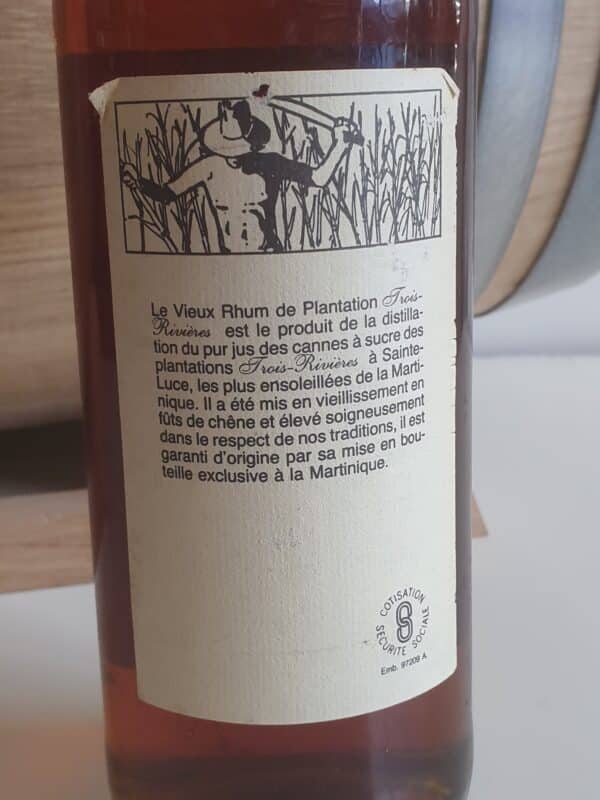 Le Vieux Rhum de Plantation Trois-
Rivières est le produit de la distilla-
tion du pur jus des cannes à sucre des
plantations Trois-Rivières à Sainte-
Luce, les plus ensoleillées de la Marti-
nique. Il a été mis en vieillissement en
fûts de chêne et élevé soigneusement
dans le respect de nos traditions, il est
garanti d'origine par sa mise en bou-
teille exclusive à la Martinique.
COTISATION
SECURITE SOCIALE
Emb. 97209 A